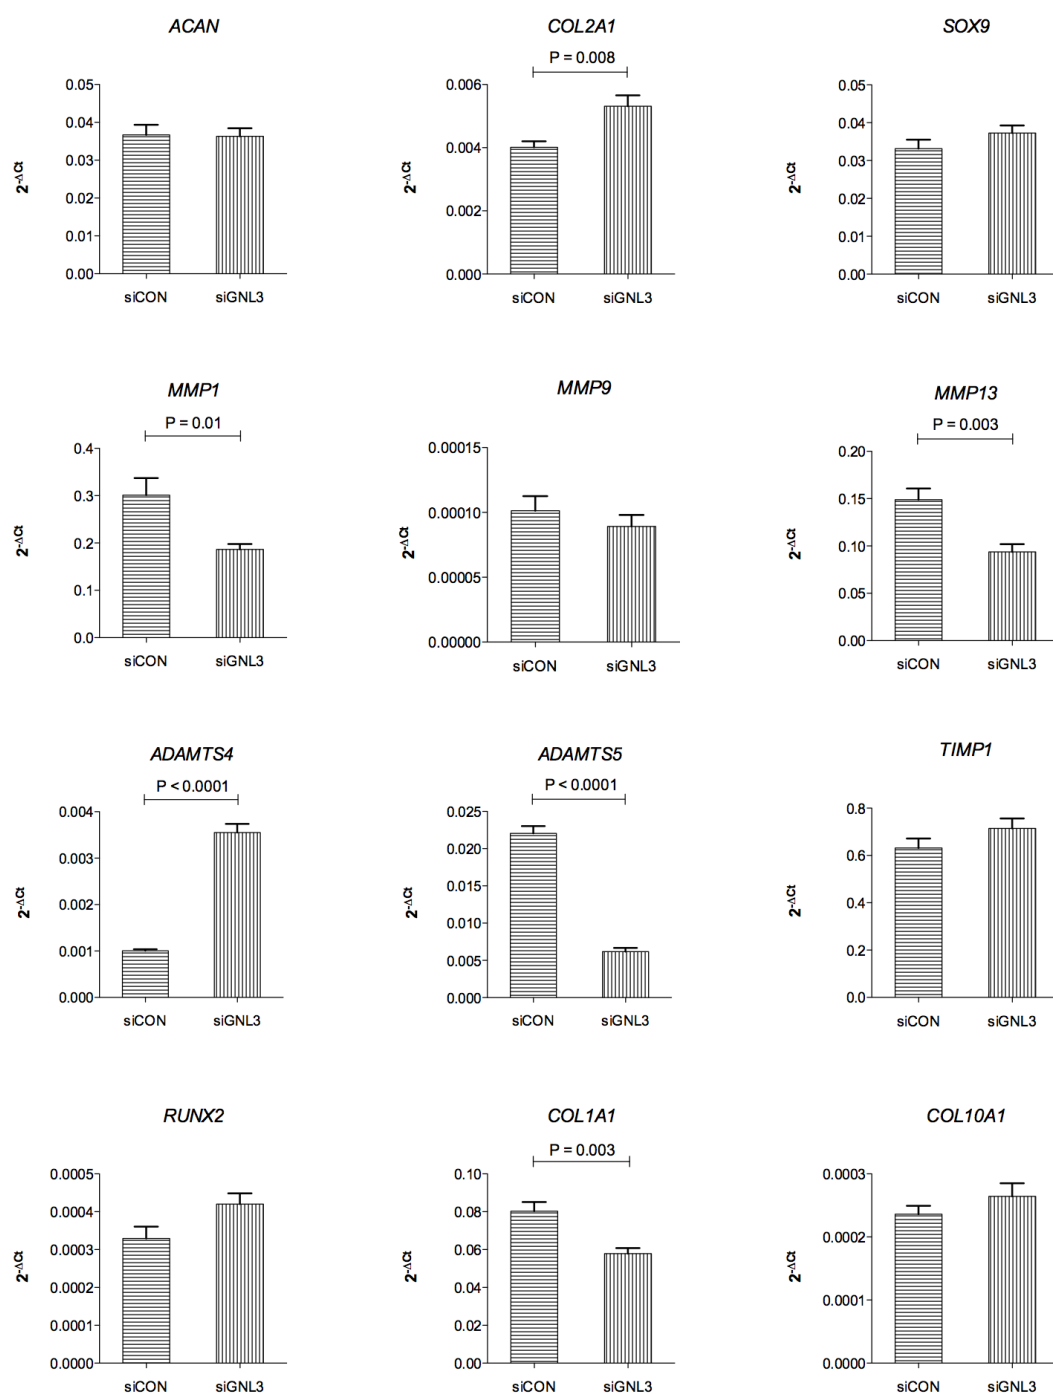 ACAN
0.05
0.04
0.03
0.02
0.01
0.00
2-ΔCt
siCON siGNL3
COL2A1
P = 0.008
0.006
0.004
0.002
0.000
2-ΔCt
siCON siGNL3
SOX9
0.05
0.04
0.03
0.02
0.01
0.00
2-ΔCt
siCON siGNL3
MMP1
P = 0.01
0.4
0.3
0.2
0.1
0.0
2-ΔCt
siCON siGNL3
MMP9
0.00015
0.00010
0.00005
0.00000
2-ΔCt
siCON siGNL3
MMP13
P = 0.003
0.20
0.15
0.10
0.05
0.00
2-ΔCt
siCON siGNL3
ADAMTS4
P < 0.0001
0.004
0.003
0.002
0.001
0.000
2-ΔCt
siCON siGNL3
ADAMTS5
P < 0.0001
0.025
0.020
0.015
0.010
0.005
0.000
2-ΔCt
siCON siGNL3
TIMP1
0.8
0.6
0.4
0.2
0.0
2-ΔCt
siCON siGNL3
RUNX2
0.0005
0.0004
0.0003
0.0002
0.0001
0.0000
2-ΔCt
siCON siGNL3
COL1A1
P = 0.003
0.10
0.08
0.06
0.04
0.02
0.00
2-ΔCt
siCON siGNL3
COL10A1
0.0003
0.0002
0.0001
0.0000
2-ΔCt
siCON siGNL3